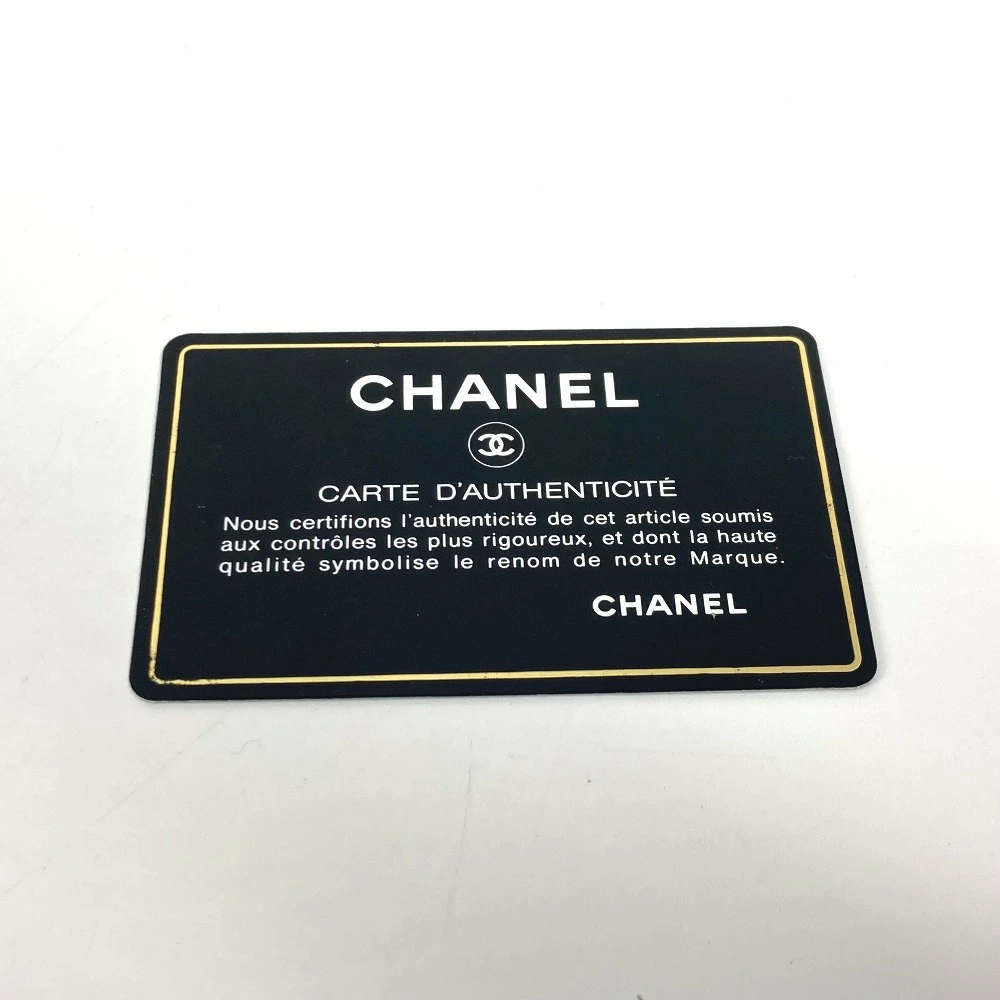 CHANEL
CARTE D'AUTHENTICITÉ
Nous certifions l'authenticité de cet article soumis
aux contrôles les plus rigoureux, et dont la haute
qualité symbolise le renom de notre Marque.
CHANEL